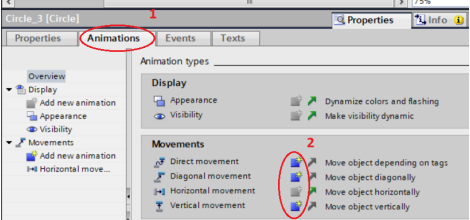 75%
Circle_3 [Circle]
1
Properties
Info
Properties
Animations
Events
Texts
Animation types
Overview
Display
Add new animation
Appearance
Visibility
Movements
Add new animation
Horizontal move...
Display
Appearance
Dynamize colors and flashing
Visibility
Make visibility dynamic
2
Movements
Direct movement
Move object depending on tags
Diagonal movement
Move object diagonally
Horizontal movement
Move object horizontally
Vertical movement
Move object vertically